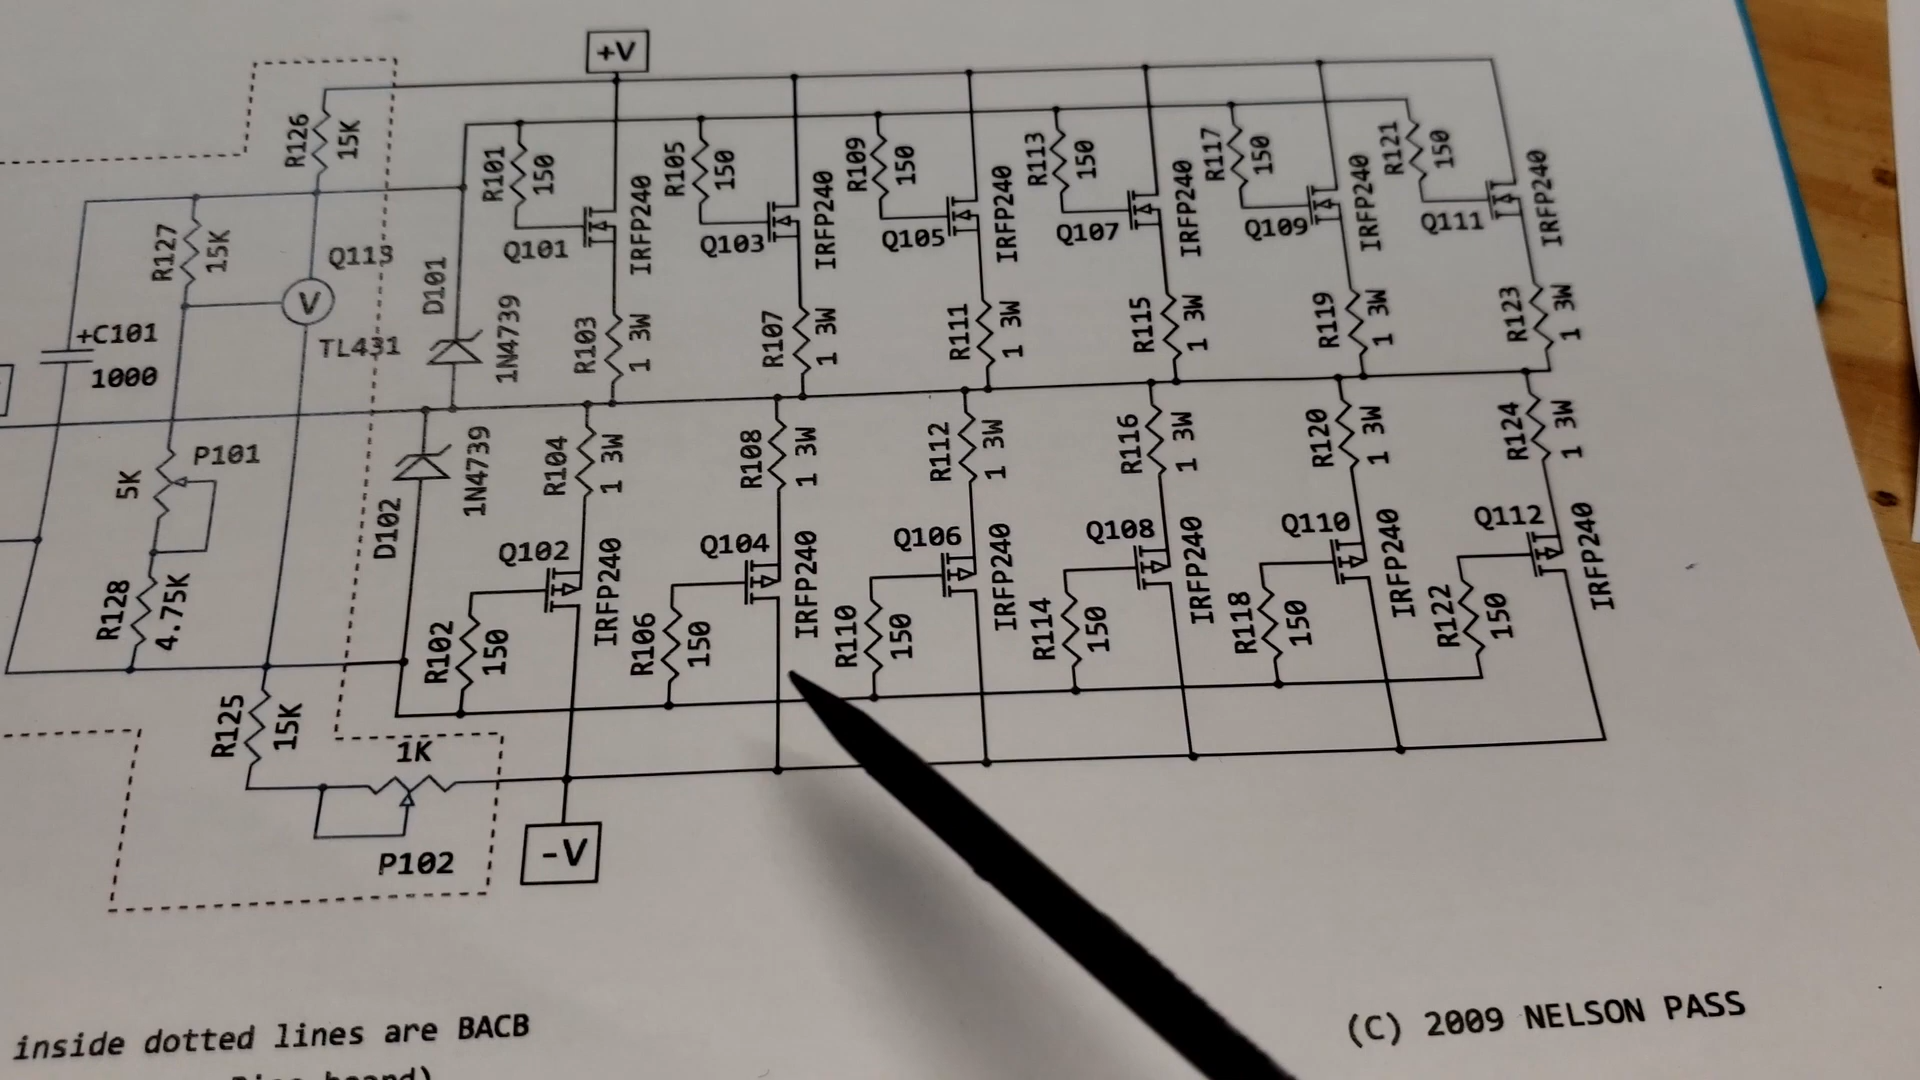 +V
R126
15K
R101
150
R105
150
R109
150
R113
150
R117
150
R121
150
IRFP240
IRFP240
IRFP240
IRFP240
IRFP240
IRFP240
Q101
Q103
Q105
Q107
Q109
Q111
R127
15K
Q113
V
TL431
D101
1N4739
+C101
1000
R103
1 3W
R107
1 3W
R111
1 3W
R115
1 3W
R119
1 3W
R123
1 3W
P101
5K
D102
1N4739
R104
1 3W
R108
1 3W
R112
1 3W
R116
1 3W
R120
1 3W
R124
1 3W
Q102
Q104
Q106
Q108
Q110
Q112
IRFP240
IRFP240
IRFP240
IRFP240
IRFP240
IRFP240
R128
4.75K
R102
150
R106
150
R110
150
R114
150
R118
150
R122
150
R125
15K
1K
P102
-V
inside dotted lines are BACB
(C) 2009 NELSON PASS
board)